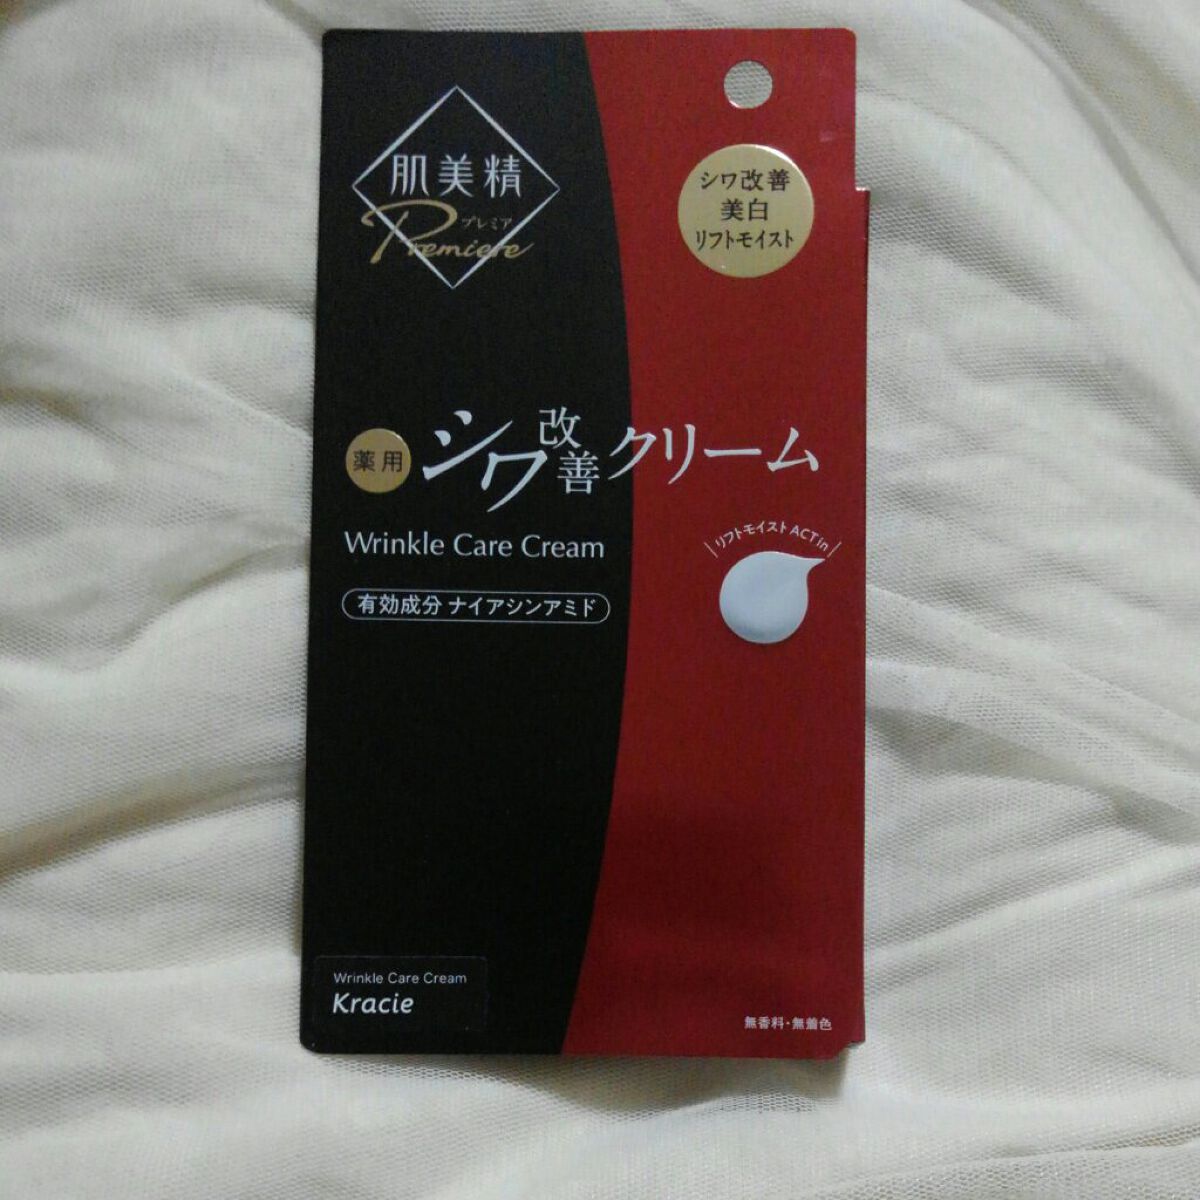 肌美精
プレミア
Premiere
シワ改善
美白
リフトモイスト
薬用
シワ改善クリーム
Wrinkle Care Cream
有効成分 ナイアシンアミド
リフトモイスト ACT in
Wrinkle Care Cream
Kracie
無香料・無着色